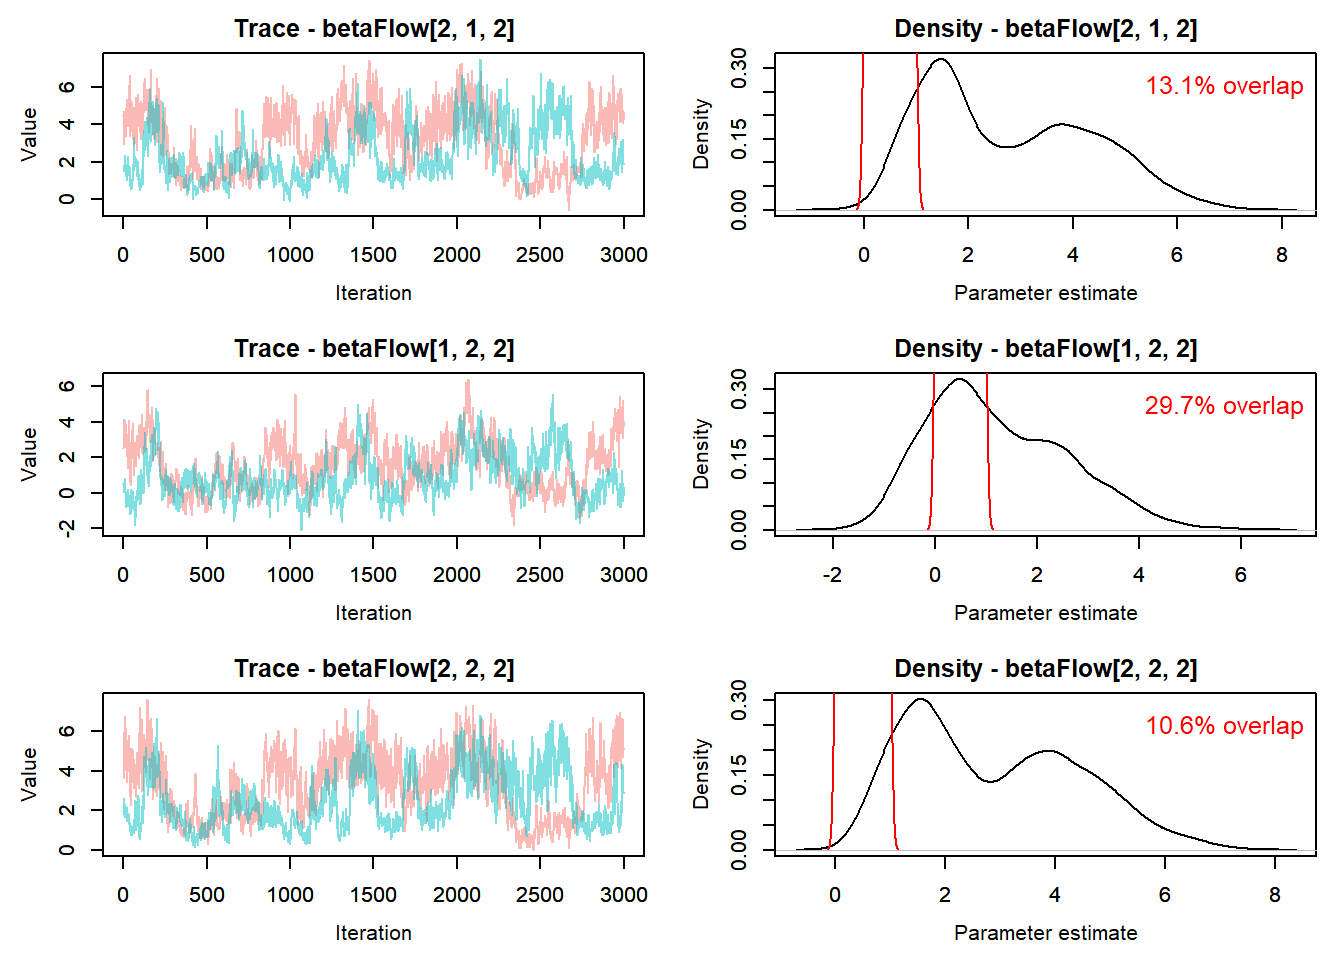 Trace - betaFlow[2, 1, 2]
Value
0 2 4 6
0 500 1000 1500 2000 2500 3000
Iteration
Density - betaFlow[2, 1, 2]
Density
0.00 0.15 0.30
13.1% overlap
0 2 4 6 8
Parameter estimate
Trace - betaFlow[1, 2, 2]
Value
-2 0 2 4 6
0 500 1000 1500 2000 2500 3000
Iteration
Density - betaFlow[1, 2, 2]
Density
0.00 0.15 0.30
29.7% overlap
-2 0 2 4 6
Parameter estimate
Trace - betaFlow[2, 2, 2]
Value
0 2 4 6
0 500 1000 1500 2000 2500 3000
Iteration
Density - betaFlow[2, 2, 2]
Density
0.00 0.15 0.30
10.6% overlap
0 2 4 6 8
Parameter estimate